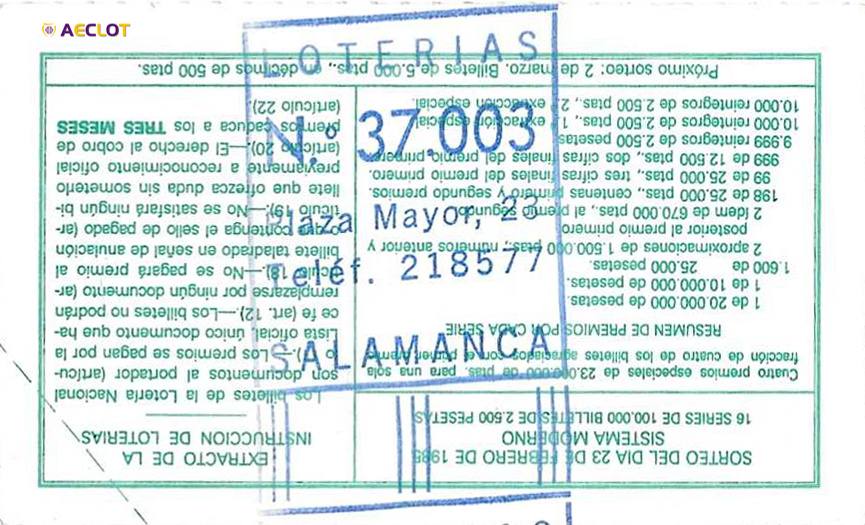 AECLOT
LOTERIAS
N.º 37.003
Plaza Mayor, 23
Teléf. 218577
SALAMANCA
SORTEO DEL DIA 23 DE FEBRERO DE 1985
SISTEMA MODERNO
16 SERIES DE 100.000 BILLETES DE 2.500 PESETAS
Cuatro premios especiales de 23.000.000 de ptas. para una sola
fracción de cuatro de los billetes agraciados con el primer premio
RESUMEN DE PREMIOS POR CADA SERIE
1 de 20.000.000 de pesetas.
1 de 10.000.000 de pesetas.
1.600 de 25.000 pesetas.
2 aproximaciones de 1.500.000 ptas., números anterior y
posterior al premio primero.
2 ídem de 670.000 ptas., al premio segundo.
198 de 25.000 ptas., centenas primero y segundo premios.
99 de 25.000 ptas., tres cifras finales del premio primero.
999 de 12.500 ptas., dos cifras finales del premio primero.
9.999 reintegros de 2.500 pesetas
10.000 reintegros de 2.500 ptas., 1.ª extracción especial.
10.000 reintegros de 2.500 ptas., 2.ª extracción especial.
EXTRACTO DE LA
INSTRUCCION DE LOTERIAS
Los billetes de la Lotería Nacional
son documentos al portador (artícu-
lo 6).—Los premios se pagan por la
Lista oficial, único documento que ha-
ce fe (art. 12).—Los billetes no podrán
remplazarse por ningún documento (ar-
tículo 18).—No se pagará premio al
billete taladrado en señal de anulación
o que contenga el sello de pagado (ar-
tículo 19).—No se satisfará ningún bi-
llete que ofrezca duda sin someterlo
previamente a reconocimiento oficial
(artículo 20).—El derecho al cobro de
premios caduca a los TRES MESES
(artículo 22).
Próximo sorteo: 2 de marzo. Billetes de 5.000 ptas., en décimos de 500 ptas.